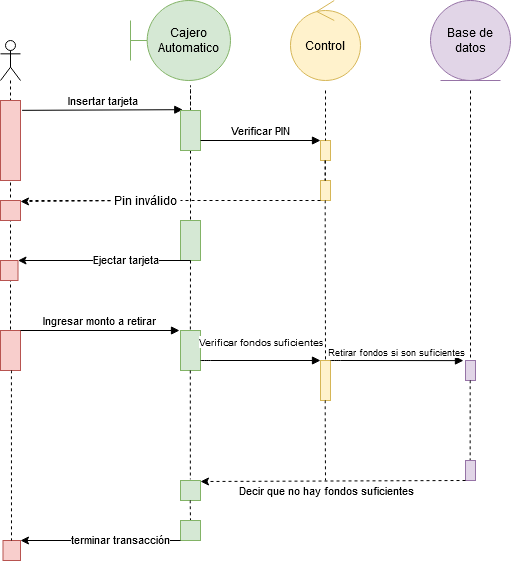 Cajero
Automatico
Control
Base de
datos
Insertar tarjeta
Verificar PIN
Pin inválido
Ejectar tarjeta
Ingresar monto a retirar
Verificar fondos suficientes
Retirar fondos si son suficientes
Decir que no hay fondos suficientes
terminar transacción